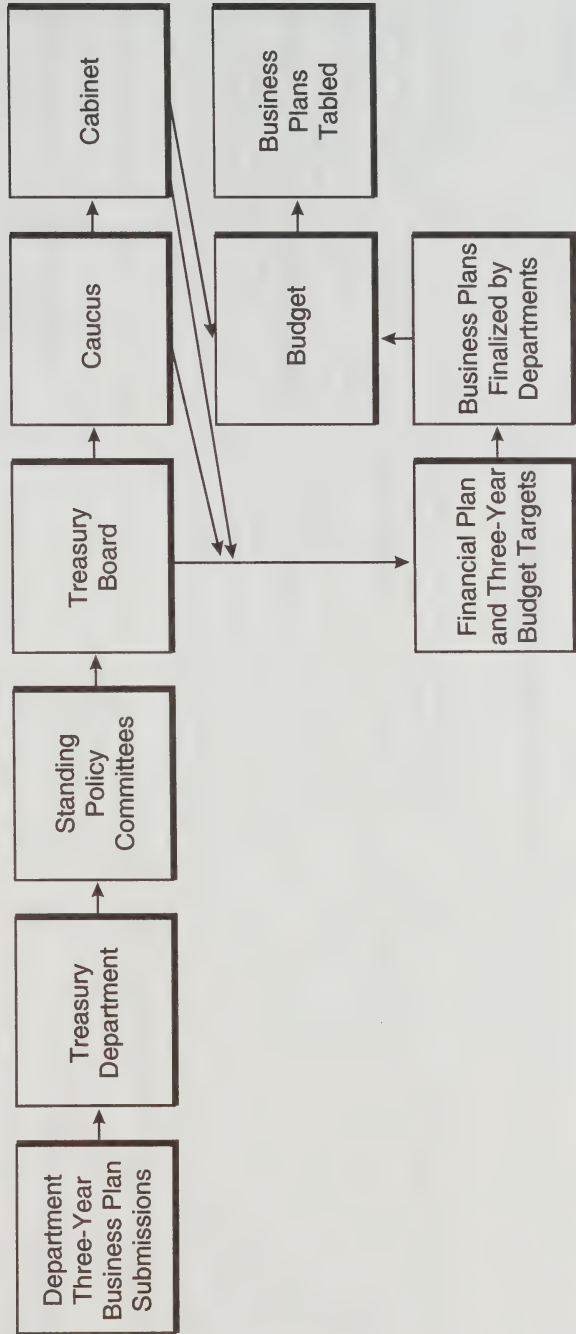 Department
Three-Year
Business Plan
Submissions
Treasury
Department
Standing
Policy
Committees
Treasury
Board
Caucus
Cabinet
Financial Plan
and Three-Year
Budget Targets
Business Plans
Finalized by
Departments
Budget
Business
Plans
Tabled